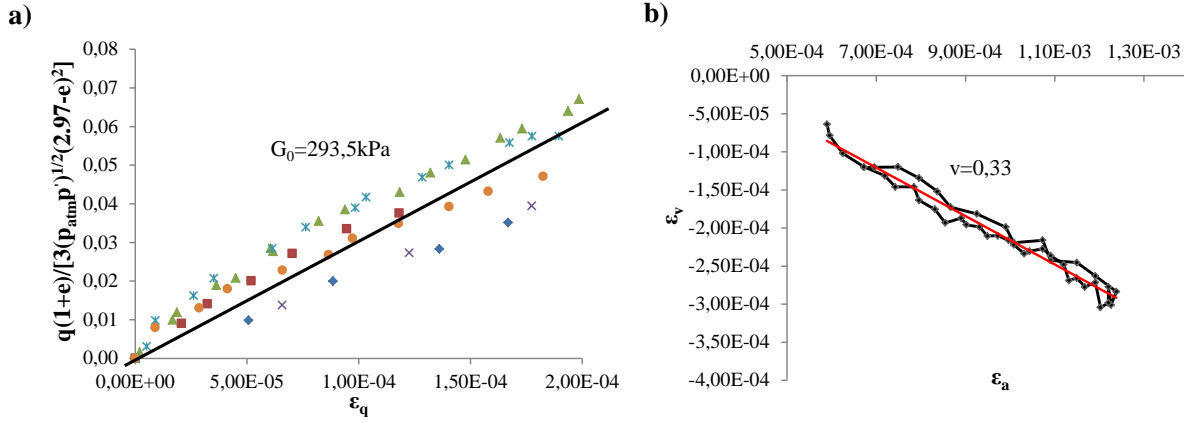 a)
0,08
0,07
0,06
0,05
0,04
0,03
0,02
0,01
0,00
q(1+e)/[3(p_atm p`)^1/2(2.97-e)^2]
G₀=293,5kPa
0,00E+00 5,00E-05 1,00E-04 1,50E-04 2,00E-04
ε_q
b)
5,00E-04 7,00E-04 9,00E-04 1,10E-03 1,30E-03
0,00E+00
-5,00E-05
-1,00E-04
-1,50E-04
-2,00E-04
-2,50E-04
-3,00E-04
-3,50E-04
-4,00E-04
ε_v
v=0,33
ε_a